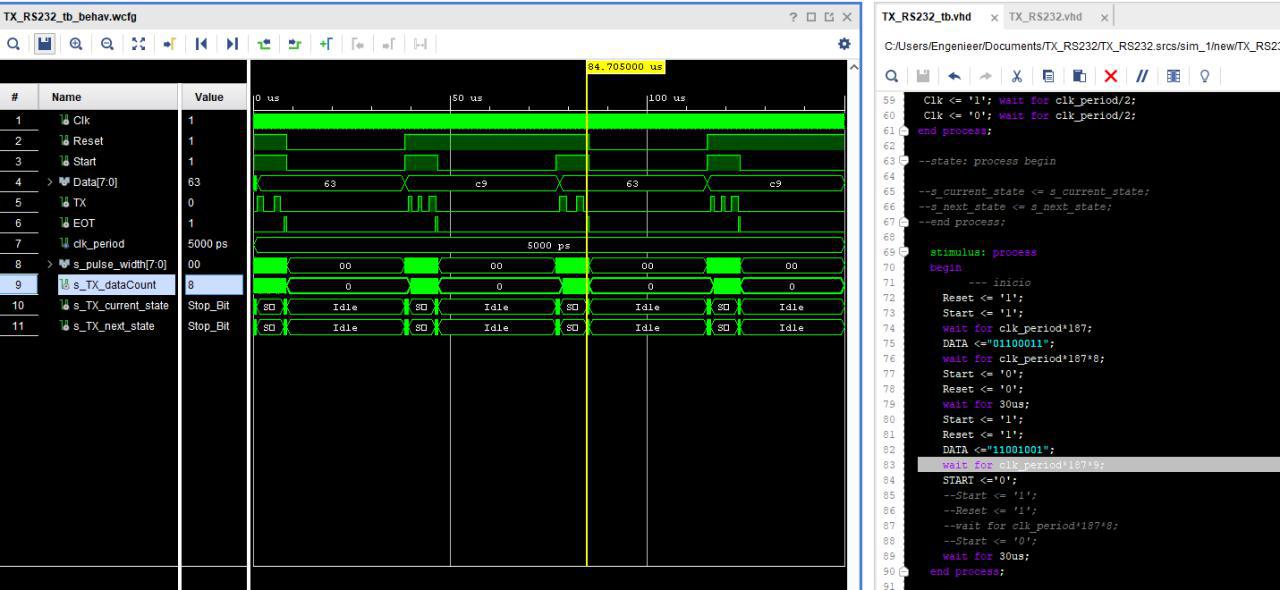 TX_RS232_tb_behav.wcfg
84.705000 us
# Name Value
0 us 50 us 100 us
1 Clk 1
2 Reset 1
3 Start 1
4 Data[7:0] 63 63 c9 63 c9
5 TX 0
6 EOT 1
7 clk_period 5000 ps 5000 ps
8 s_pulse_width[7:0] 00 00 00 00 00
9 s_TX_dataCount 8 0 0 0 0
10 s_TX_current_state Stop_Bit Idle Idle Idle Idle
11 s_TX_next_state Stop_Bit Idle Idle Idle Idle
TX_RS232_tb.vhd × TX_RS232.vhd ×
C:/Users/Engenieer/Documents/TX_RS232/TX_RS232.srcs/sim_1/new/TX_RS23
59 Clk <= '1'; wait for clk_period/2;
60 Clk <= '0'; wait for clk_period/2;
61 end process;
62
63 --state: process begin
64
65 --s_current_state <= s_current_state;
66 --s_next_state <= s_next_state;
67 --end process;
68
69 stimulus: process
70 begin
71 --- inicio
72 Reset <= '1';
73 Start <= '1';
74 wait for clk_period*187;
75 DATA <="01100011";
76 wait for clk_period*187*8;
77 Start <= '0';
78 Reset <= '0';
79 wait for 30us;
80 Start <= '1';
81 Reset <= '1';
82 DATA <="11001001";
83 wait for clk_period*187*9;
84 START <='0';
85 --Start <= '1';
86 --Reset <= '1';
87 --wait for clk_period*187*8;
88 --Start <= '0';
89 wait for 30us;
90 end process;
91